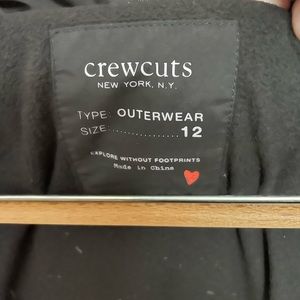 crewcuts
NEW YORK, N.Y.
TYPE: OUTERWEAR
SIZE:................12
EXPLORE WITHOUT FOOTPRINTS
Made in China